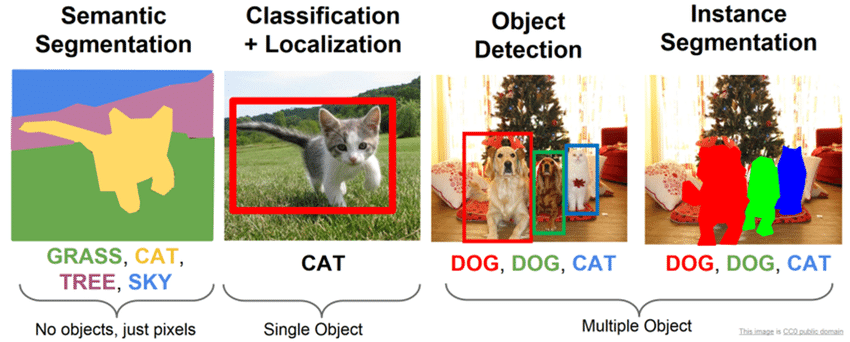 Semantic
Segmentation
Classification
+ Localization
Object
Detection
Instance
Segmentation
GRASS, CAT,
TREE, SKY
CAT
DOG, DOG, CAT
DOG, DOG, CAT
No objects, just pixels
Single Object
Multiple Object
This image is CC0 public domain